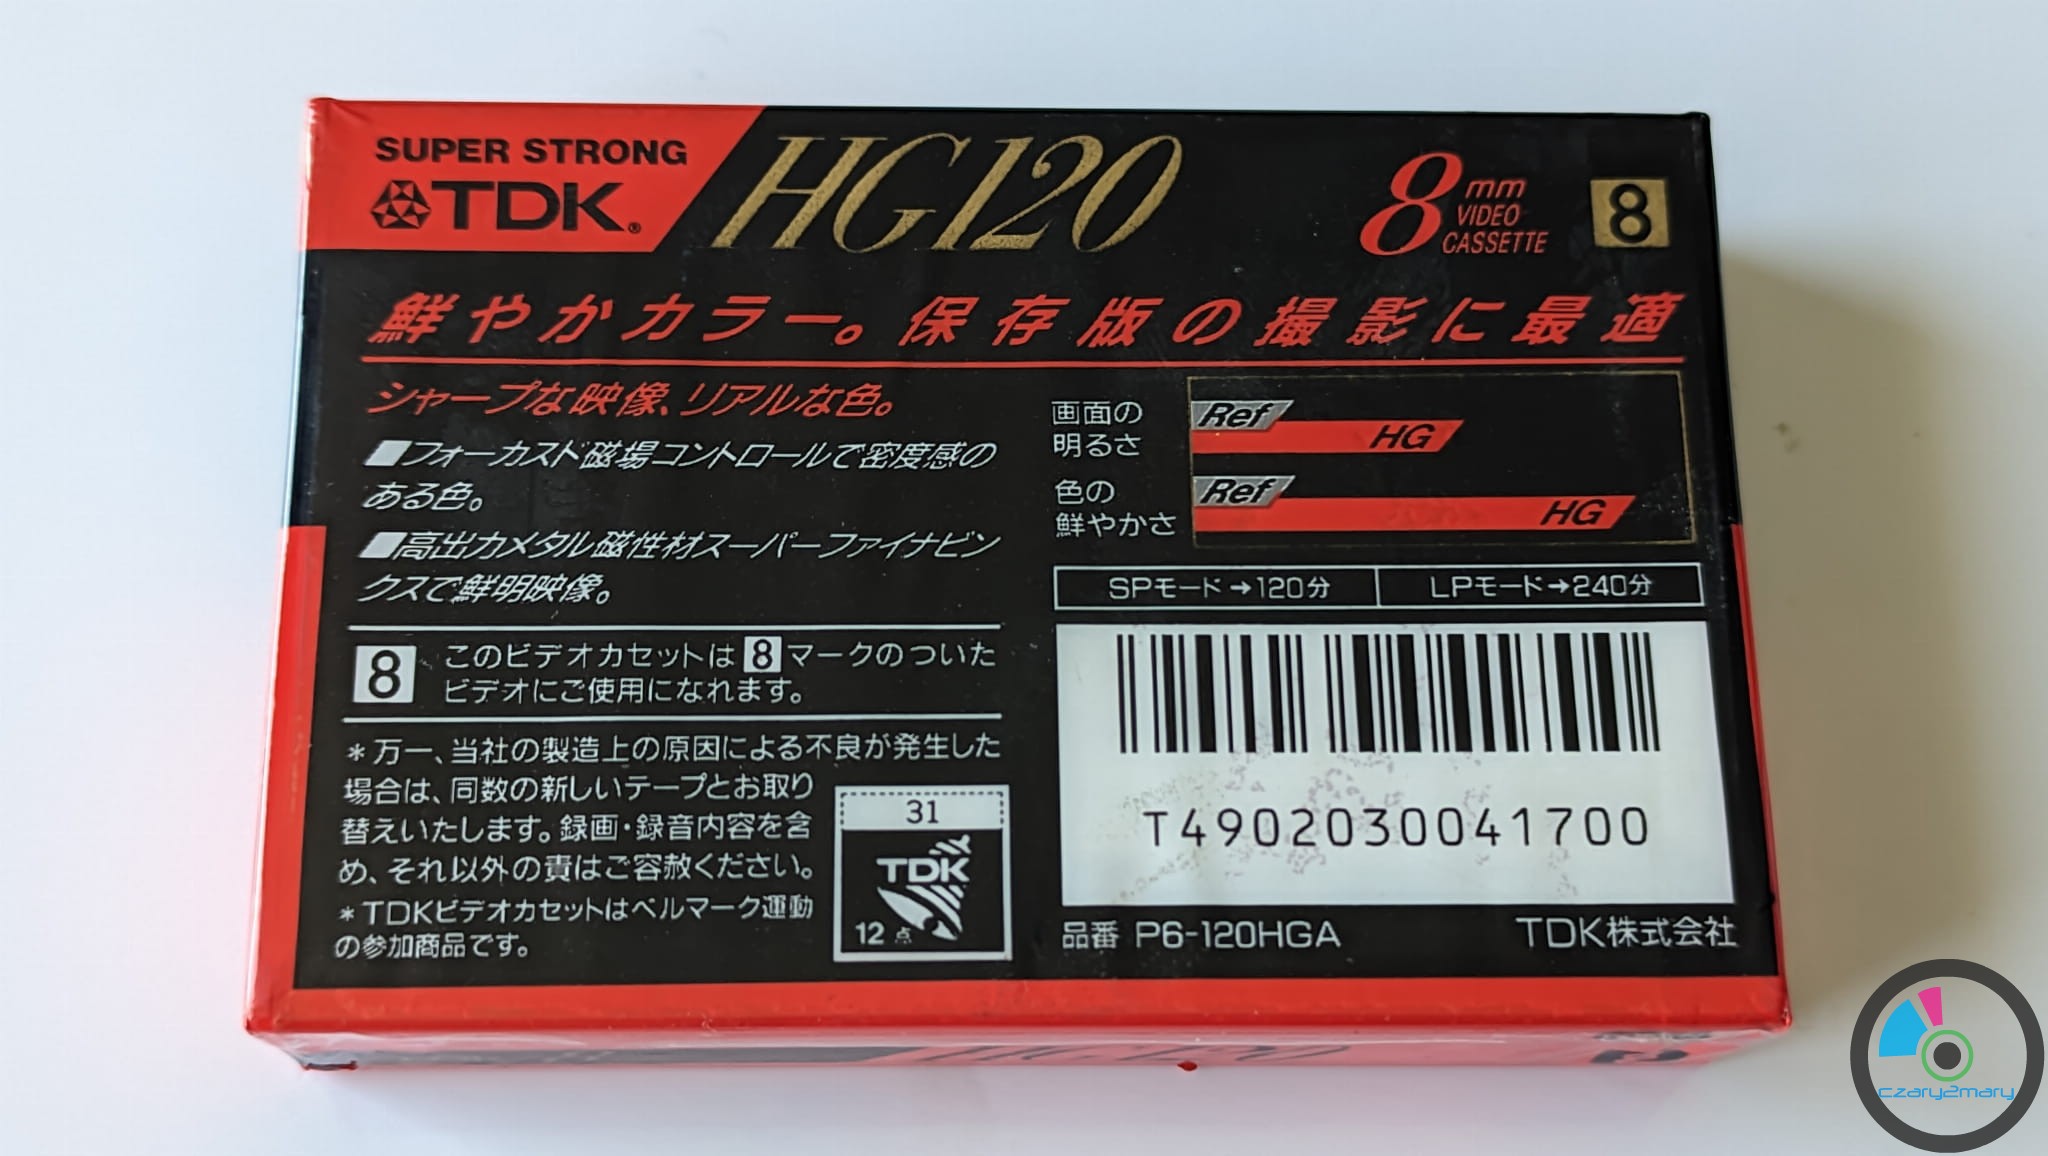 SUPER STRONG
TDK®
HG120
8mm
VIDEO
CASSETTE
8
鮮やかカラー。保存版の撮影に最適
シャープな映像、リアルな色。
■フォーカスド磁場コントロールで密度感の
ある色。
■高出力メタル磁性材スーパーファイナビン
クスで鮮明映像。
画面の
明るさ
Ref
HG
色の
鮮やかさ
Ref
HG
SPモード→120分
LPモード→240分
8
このビデオカセットは8マークのついた
ビデオにご使用になれます。
*万一、当社の製造上の原因による不良が発生した
場合は、同数の新しいテープとお取り
替えいたします。録画・録音内容を含
め、それ以外の責はご容赦ください。
*TDKビデオカセットはベルマーク運動
の参加商品です。
31
TDK
12点
T4902030041700
品番 P6-120HGA
TDK株式会社
HG120
czary2mary